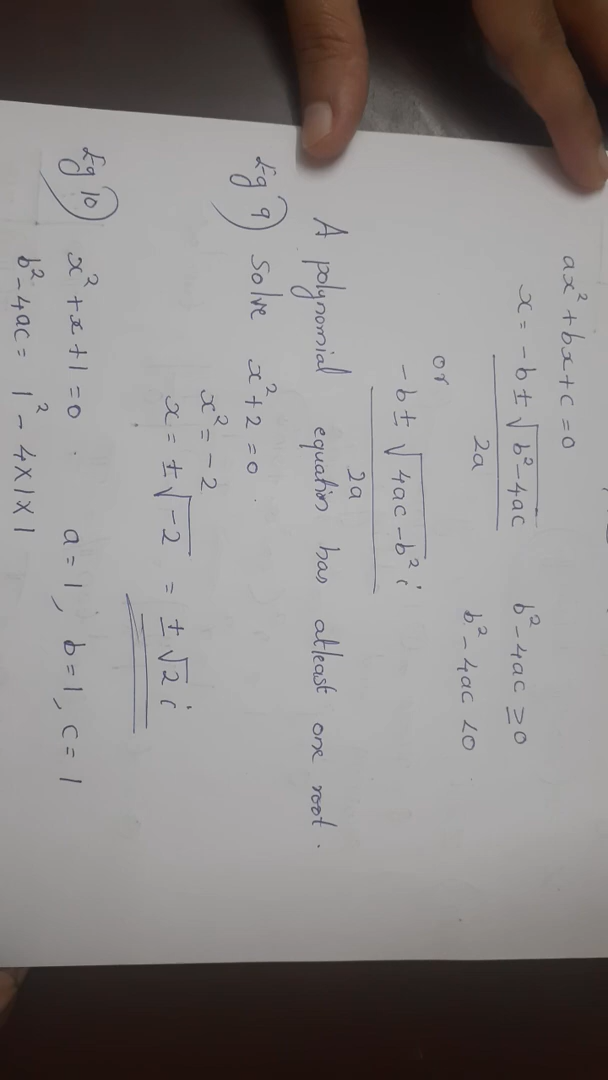 ax² + bx + c = 0
x = -b ± √b² - 4ac / 2a    b² - 4ac ≥ 0
or    b² - 4ac < 0
-b ± √4ac - b² i / 2a
A polynomial equation has atleast one root.
Eg 9) Solve x² + 2 = 0.
x² = -2
x = ± √-2 = ± √2 i
Eg 10) x² + x + 1 = 0. a = 1, b = 1, c = 1
b² - 4ac = 1² - 4×1×1